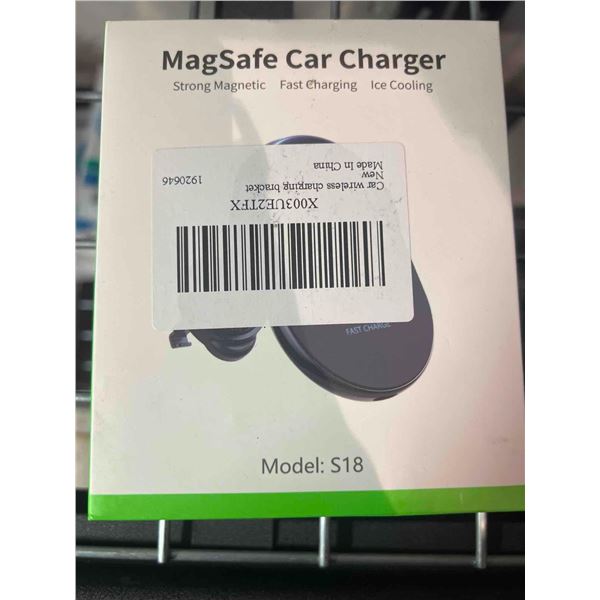 MagSafe Car Charger
Strong Magnetic Fast Charging Ice Cooling
X003UE2TFX
Car wireless charging bracket
New
Made In China
1920646
FAST CHARGE
Model: S18